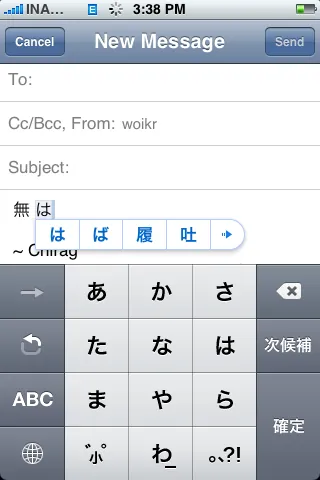 INA... E 3:38 PM
Cancel New Message Send
To:
Cc/Bcc, From: woikr
Subject:
無 は
は ば 履 吐
~ Chirag
→ あ か さ
た な は 次候補
ABC ま や ら 確定
゛゜小 わ_ 。、?!